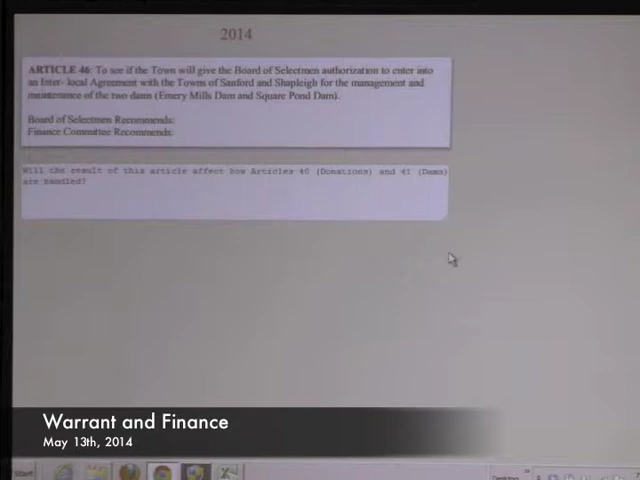 2014
ARTICLE 46: To see if the Town will give the Board of Selectmen authorization to enter into
an Inter- local Agreement with the Towns of Sanford and Shapleigh for the management and
maintenance of the two dams (Emery Mills Dam and Square Pond Dam).
Board of Selectmen Recommends:
Finance Committee Recommends:
Will the result of this article affect how Articles 40 (Donations) and 41 (Dams)
are handled?
Warrant and Finance
May 13th, 2014
Start
Desktop